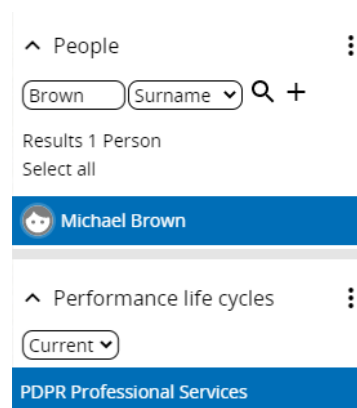 People
Brown Surname
Results 1 Person
Select all
Michael Brown
Performance life cycles
Current
PDPR Professional Services